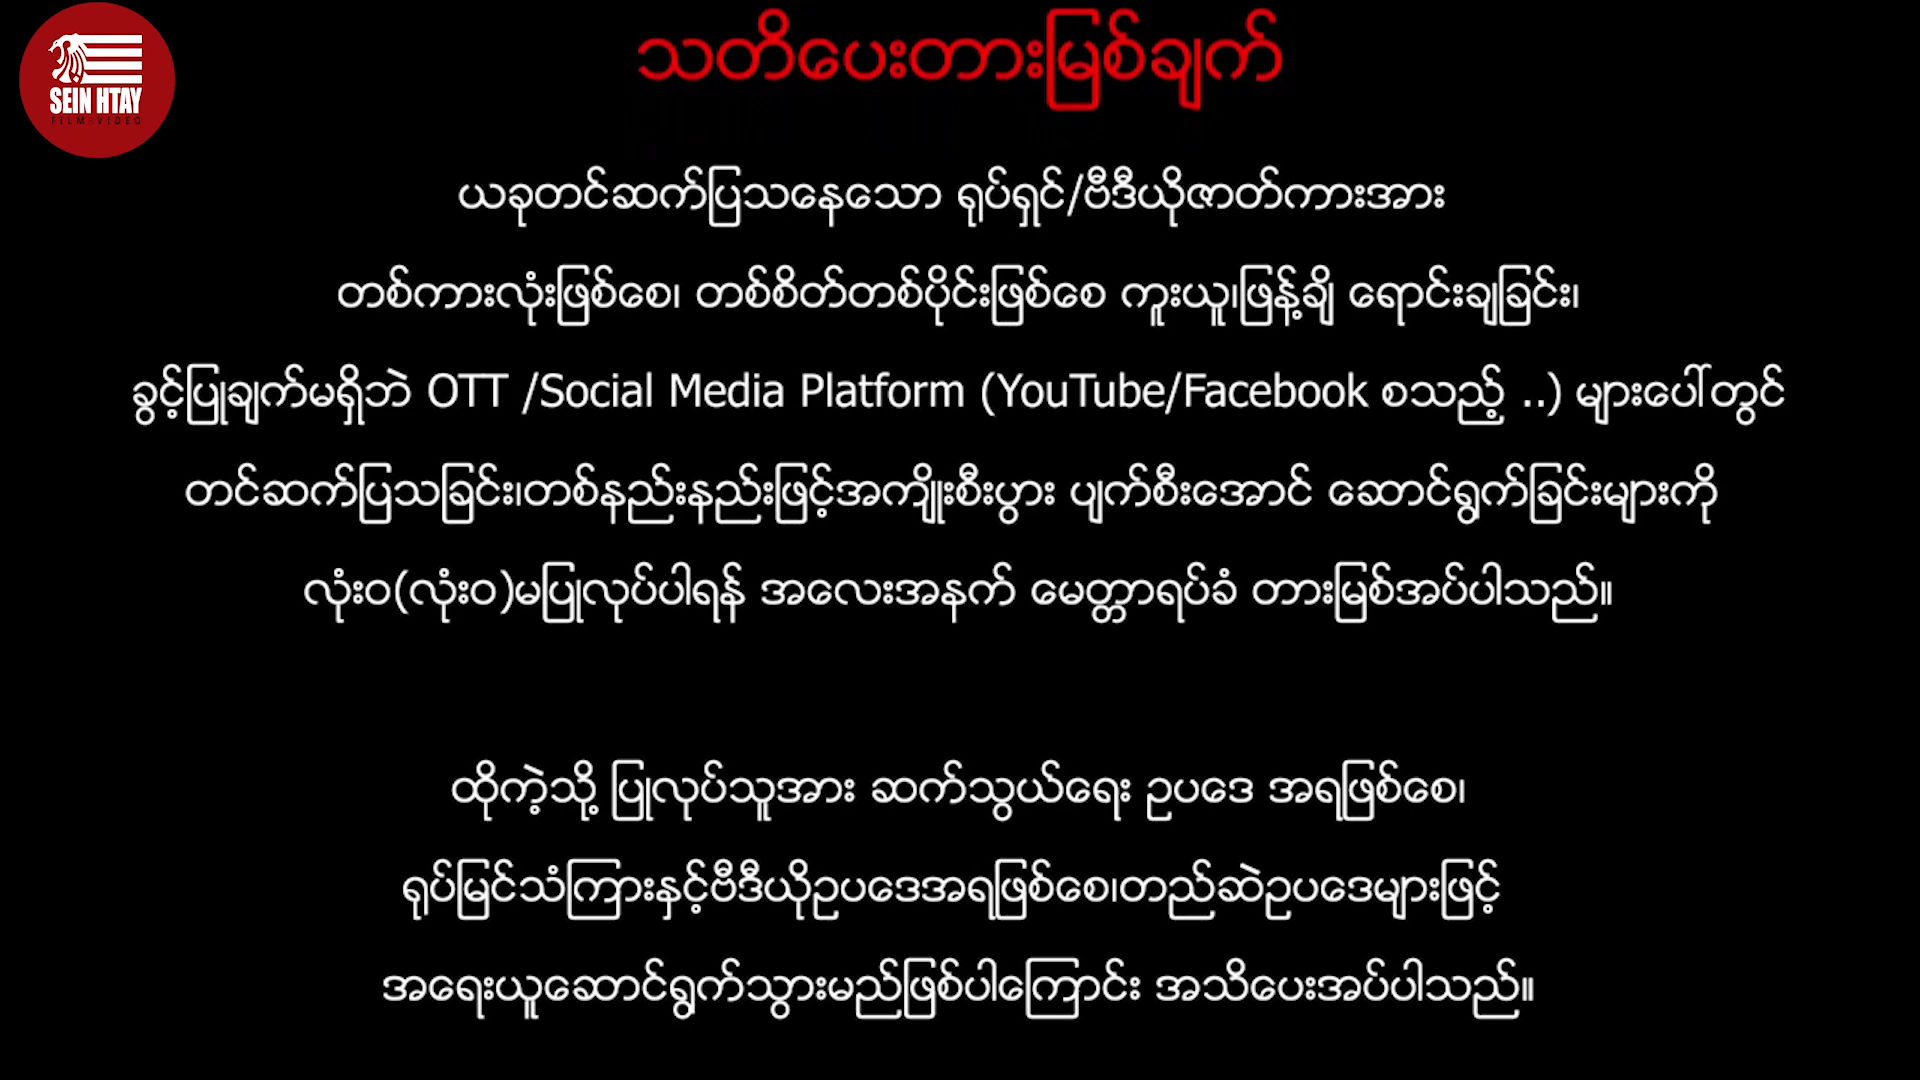 သတိပေးတားမြစ်ချက်
SEIN HTAY
FILM · VIDEO
ယခုတင်ဆက်ပြသနေသော ရုပ်ရှင်/ဗီဒီယိုဇာတ်ကားအား
တစ်ကားလုံးဖြစ်စေ၊ တစ်စိတ်တစ်ပိုင်းဖြစ်စေ ကူးယူ၊ဖြန့်ချိ ရောင်းချခြင်း၊
ခွင့်ပြုချက်မရှိဘဲ OTT /Social Media Platform (YouTube/Facebook စသည့် ..) များပေါ်တွင်
တင်ဆက်ပြသခြင်း၊တစ်နည်းနည်းဖြင့်အကျိုးစီးပွား ပျက်စီးအောင် ဆောင်ရွက်ခြင်းများကို
လုံးဝ(လုံးဝ)မပြုလုပ်ပါရန် အလေးအနက် မေတ္တာရပ်ခံ တားမြစ်အပ်ပါသည်။
ထိုကဲ့သို့ ပြုလုပ်သူအား ဆက်သွယ်ရေး ဥပဒေ အရဖြစ်စေ၊
ရုပ်မြင်သံကြားနှင့်ဗီဒီယိုဥပဒေအရဖြစ်စေ၊တည်ဆဲဥပဒေများဖြင့်
အရေးယူဆောင်ရွက်သွားမည်ဖြစ်ပါကြောင်း အသိပေးအပ်ပါသည်။